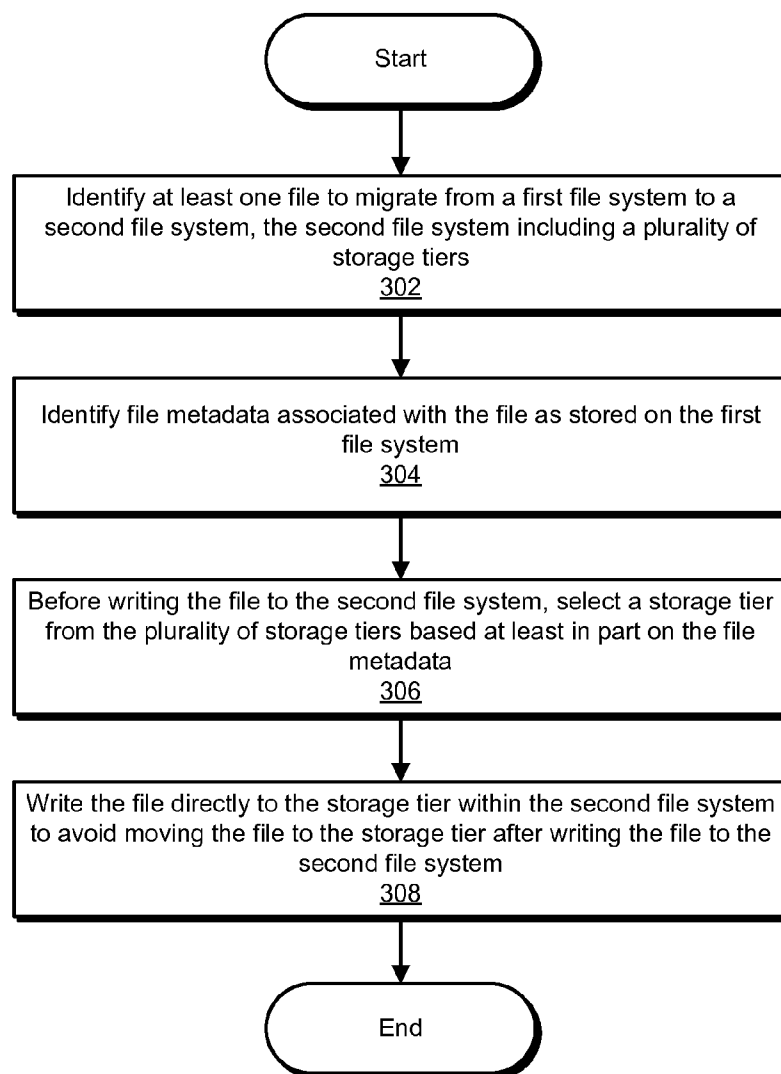 Start
Identify at least one file to migrate from a first file system to a
second file system, the second file system including a plurality of
storage tiers
302
Identify file metadata associated with the file as stored on the first
file system
304
Before writing the file to the second file system, select a storage tier
from the plurality of storage tiers based at least in part on the file
metadata
306
Write the file directly to the storage tier within the second file system
to avoid moving the file to the storage tier after writing the file to the
second file system
308
End